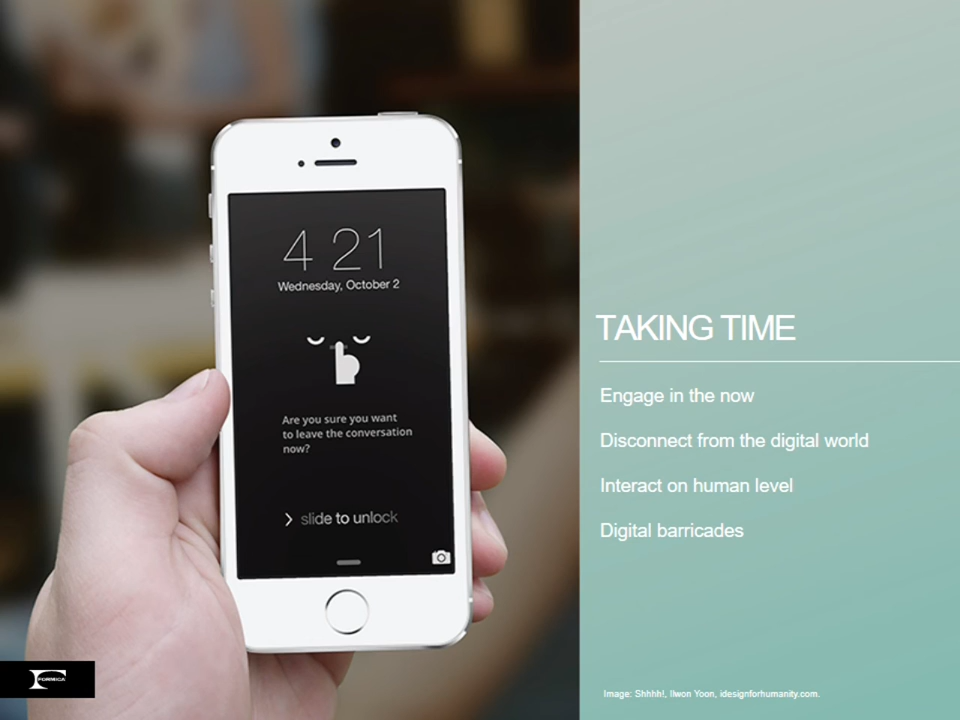 4 21
Wednesday, October 2
Are you sure you want
to leave the conversation
now?
> slide to unlock
FORMICA
TAKING TIME
Engage in the now
Disconnect from the digital world
Interact on human level
Digital barricades
Image: Shhhh!, Ilwon Yoon, idesignforhumanity.com.